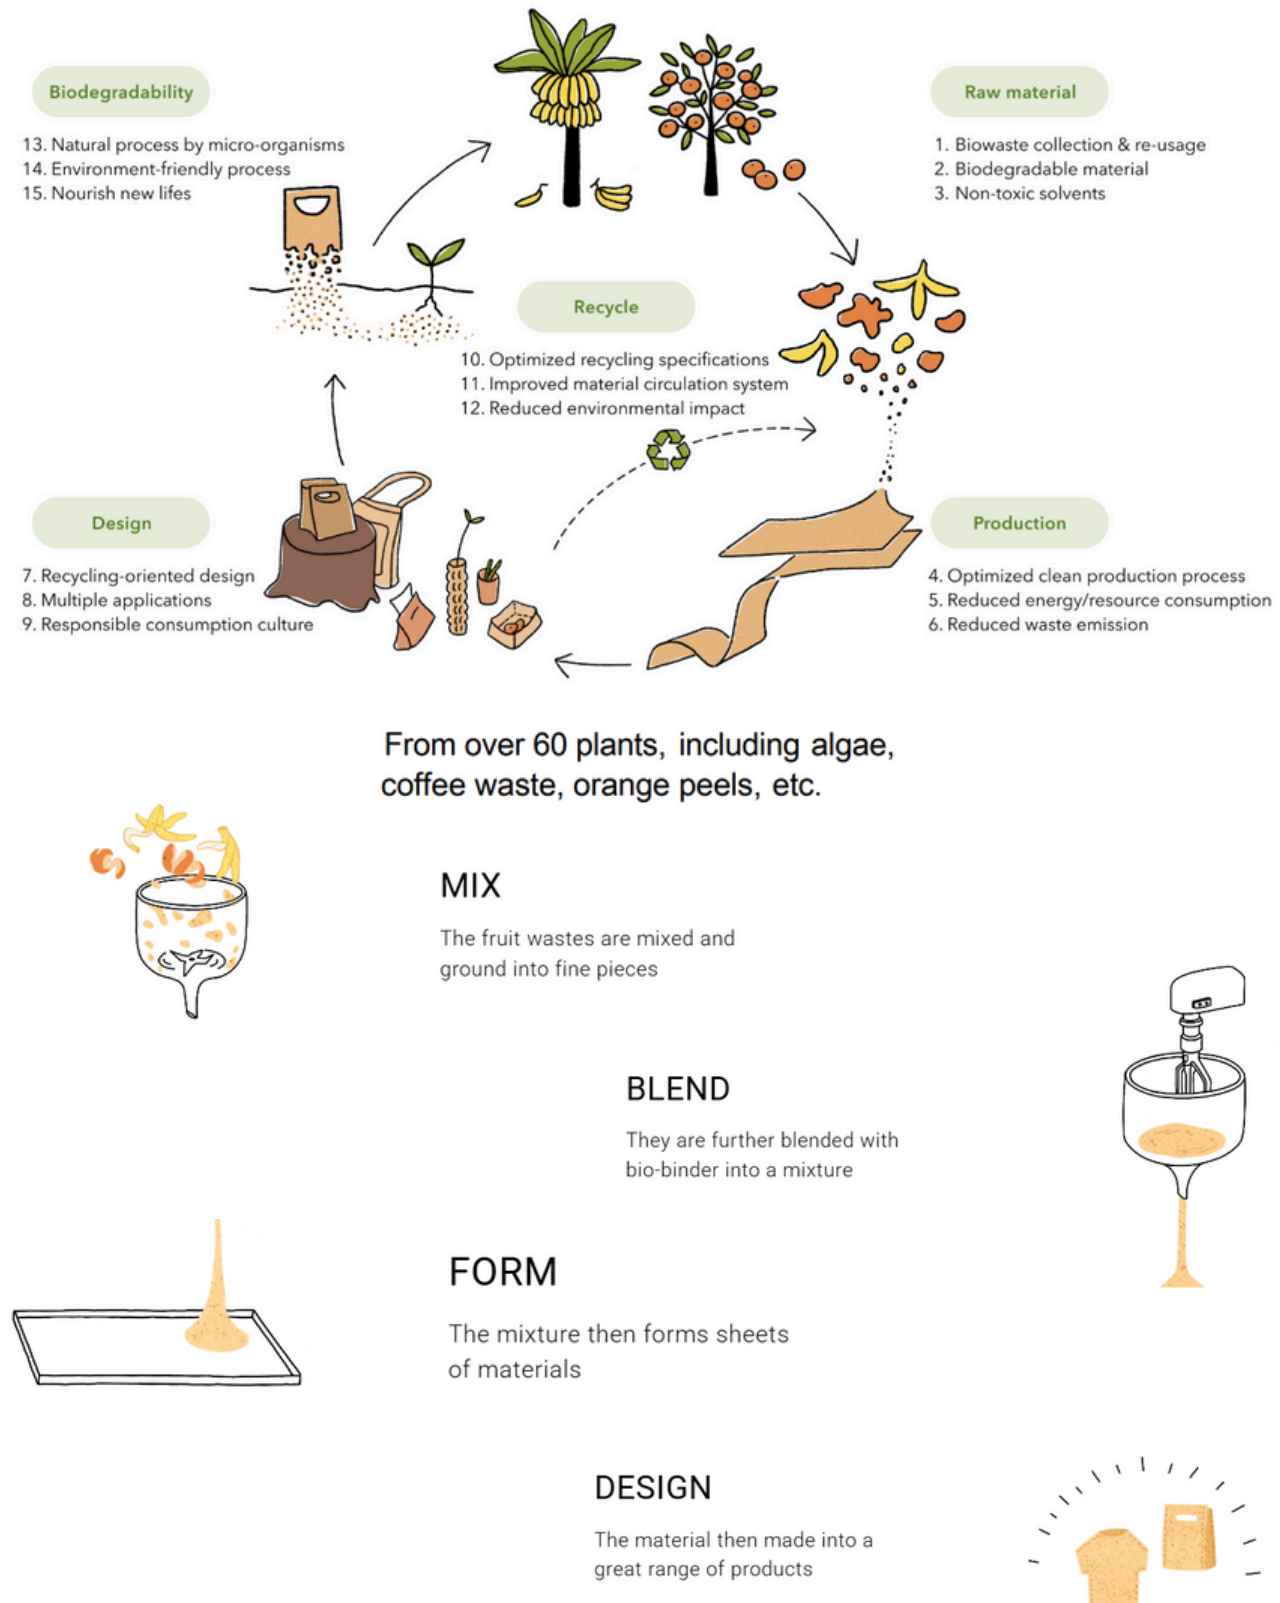 Biodegradability
13. Natural process by micro-organisms
14. Environment-friendly process
15. Nourish new lifes
Raw material
1. Biowaste collection & re-usage
2. Biodegradable material
3. Non-toxic solvents
Recycle
10. Optimized recycling specifications
11. Improved material circulation system
12. Reduced environmental impact
Design
7. Recycling-oriented design
8. Multiple applications
9. Responsible consumption culture
Production
4. Optimized clean production process
5. Reduced energy/resource consumption
6. Reduced waste emission
From over 60 plants, including algae,
coffee waste, orange peels, etc.
MIX
The fruit wastes are mixed and
ground into fine pieces
BLEND
They are further blended with
bio-binder into a mixture
FORM
The mixture then forms sheets
of materials
DESIGN
The material then made into a
great range of products